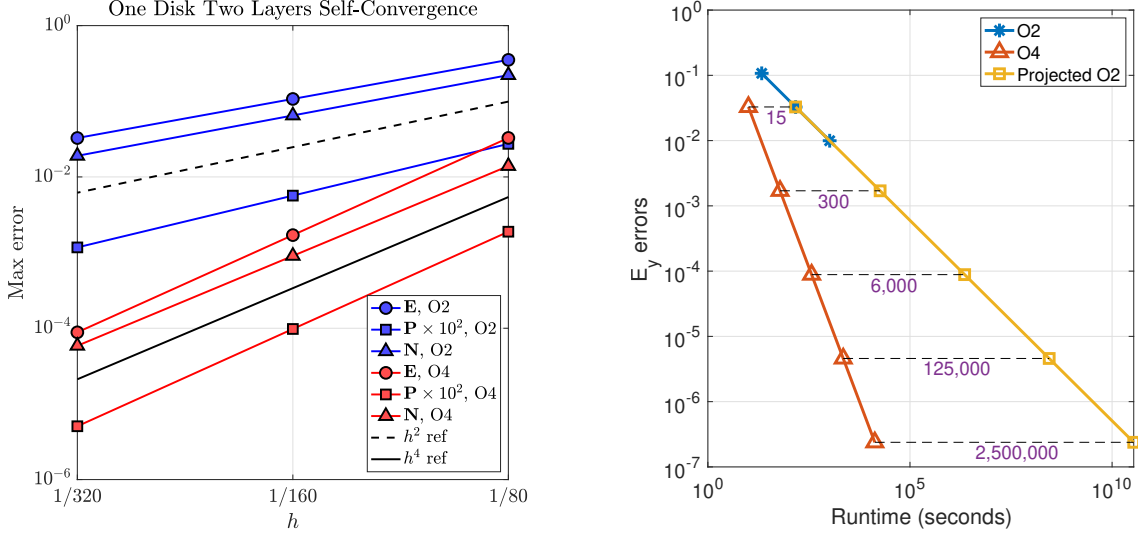 One Disk Two Layers Self-Convergence
10^0
10^-2
10^-4
10^-6
Max error
1/320
1/160
1/80
h
E, O2
P × 10^2, O2
N, O2
E, O4
P × 10^2, O4
N, O4
h^2 ref
h^4 ref
10^0
10^-1
10^-2
10^-3
10^-4
10^-5
10^-6
10^-7
E_y errors
O2
O4
Projected O2
15
300
6,000
125,000
2,500,000
10^0
10^5
10^10
Runtime (seconds)